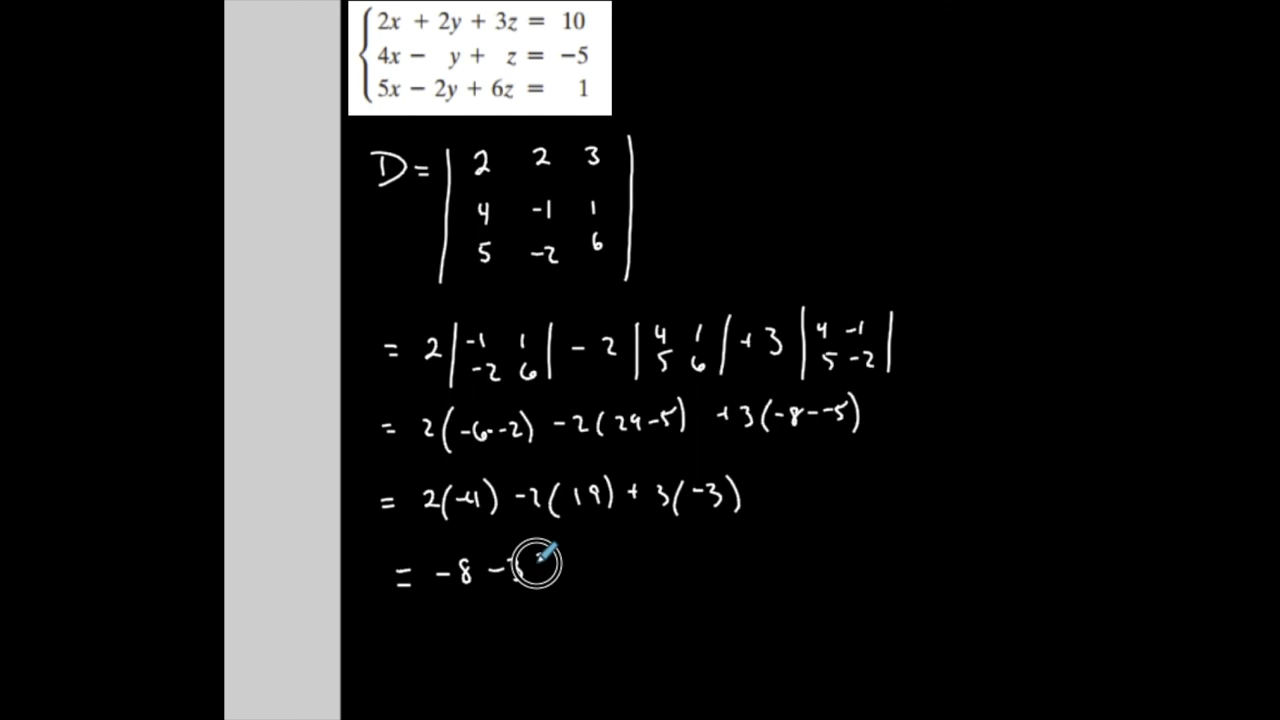 2x + 2y + 3z = 10
4x − y + z = −5
5x − 2y + 6z = 1
D = | 2 2 3 |
| 4 -1 1 |
| 5 -2 6 |
= 2 | -1 1 | - 2 | 4 1 | + 3 | 4 -1 |
| -2 6 | | 5 6 | | 5 -2 |
= 2(-6--2) -2(24-5) +3(-8--5)
= 2(-4) -2(19) + 3(-3)
= -8 -3